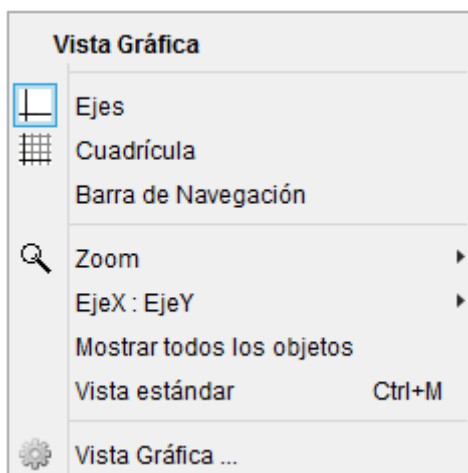 Vista Gráfica
Ejes
Cuadrícula
Barra de Navegación
Zoom
EjeX : EjeY
Mostrar todos los objetos
Vista estándar Ctrl+M
Vista Gráfica ...